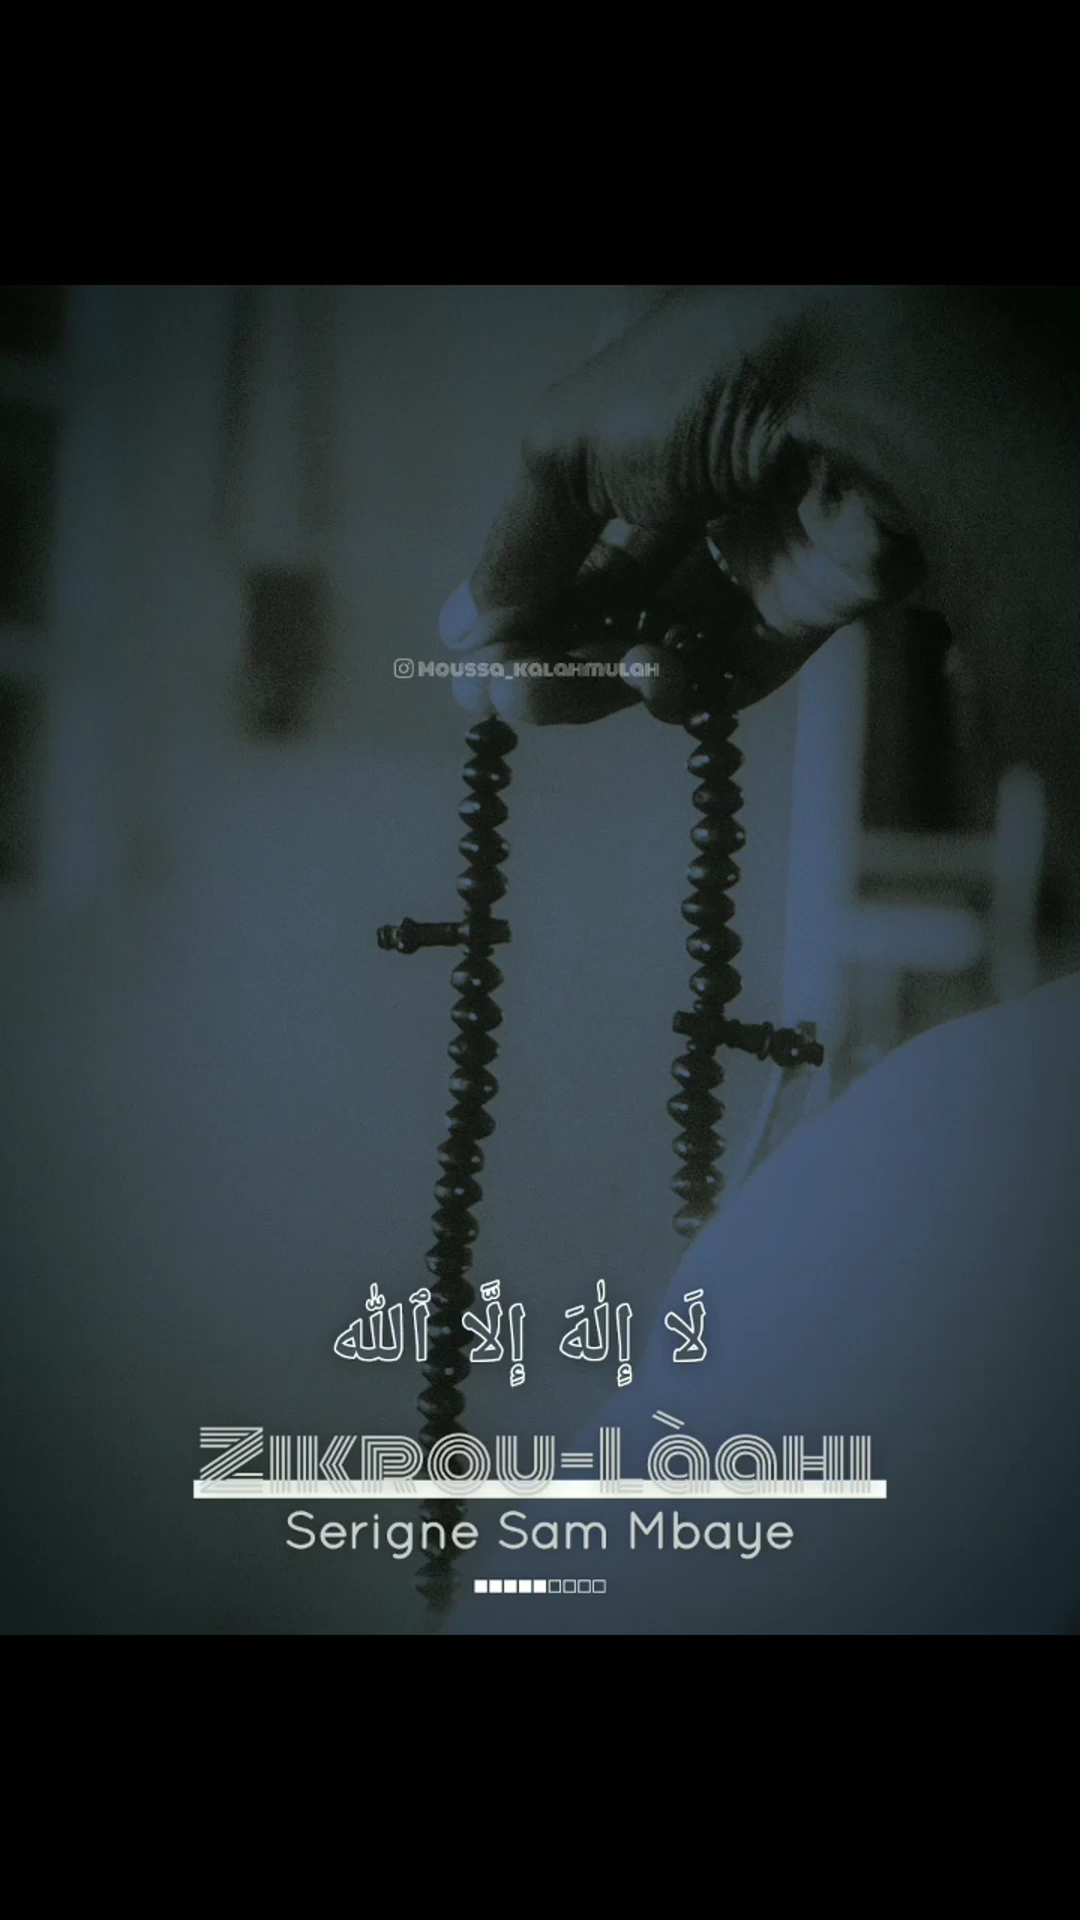 Moussa_kalahmulah
لَا إِلٰهَ إِلَّا ٱللّٰه
Zikrou-Làahi
Serigne Sam Mbaye